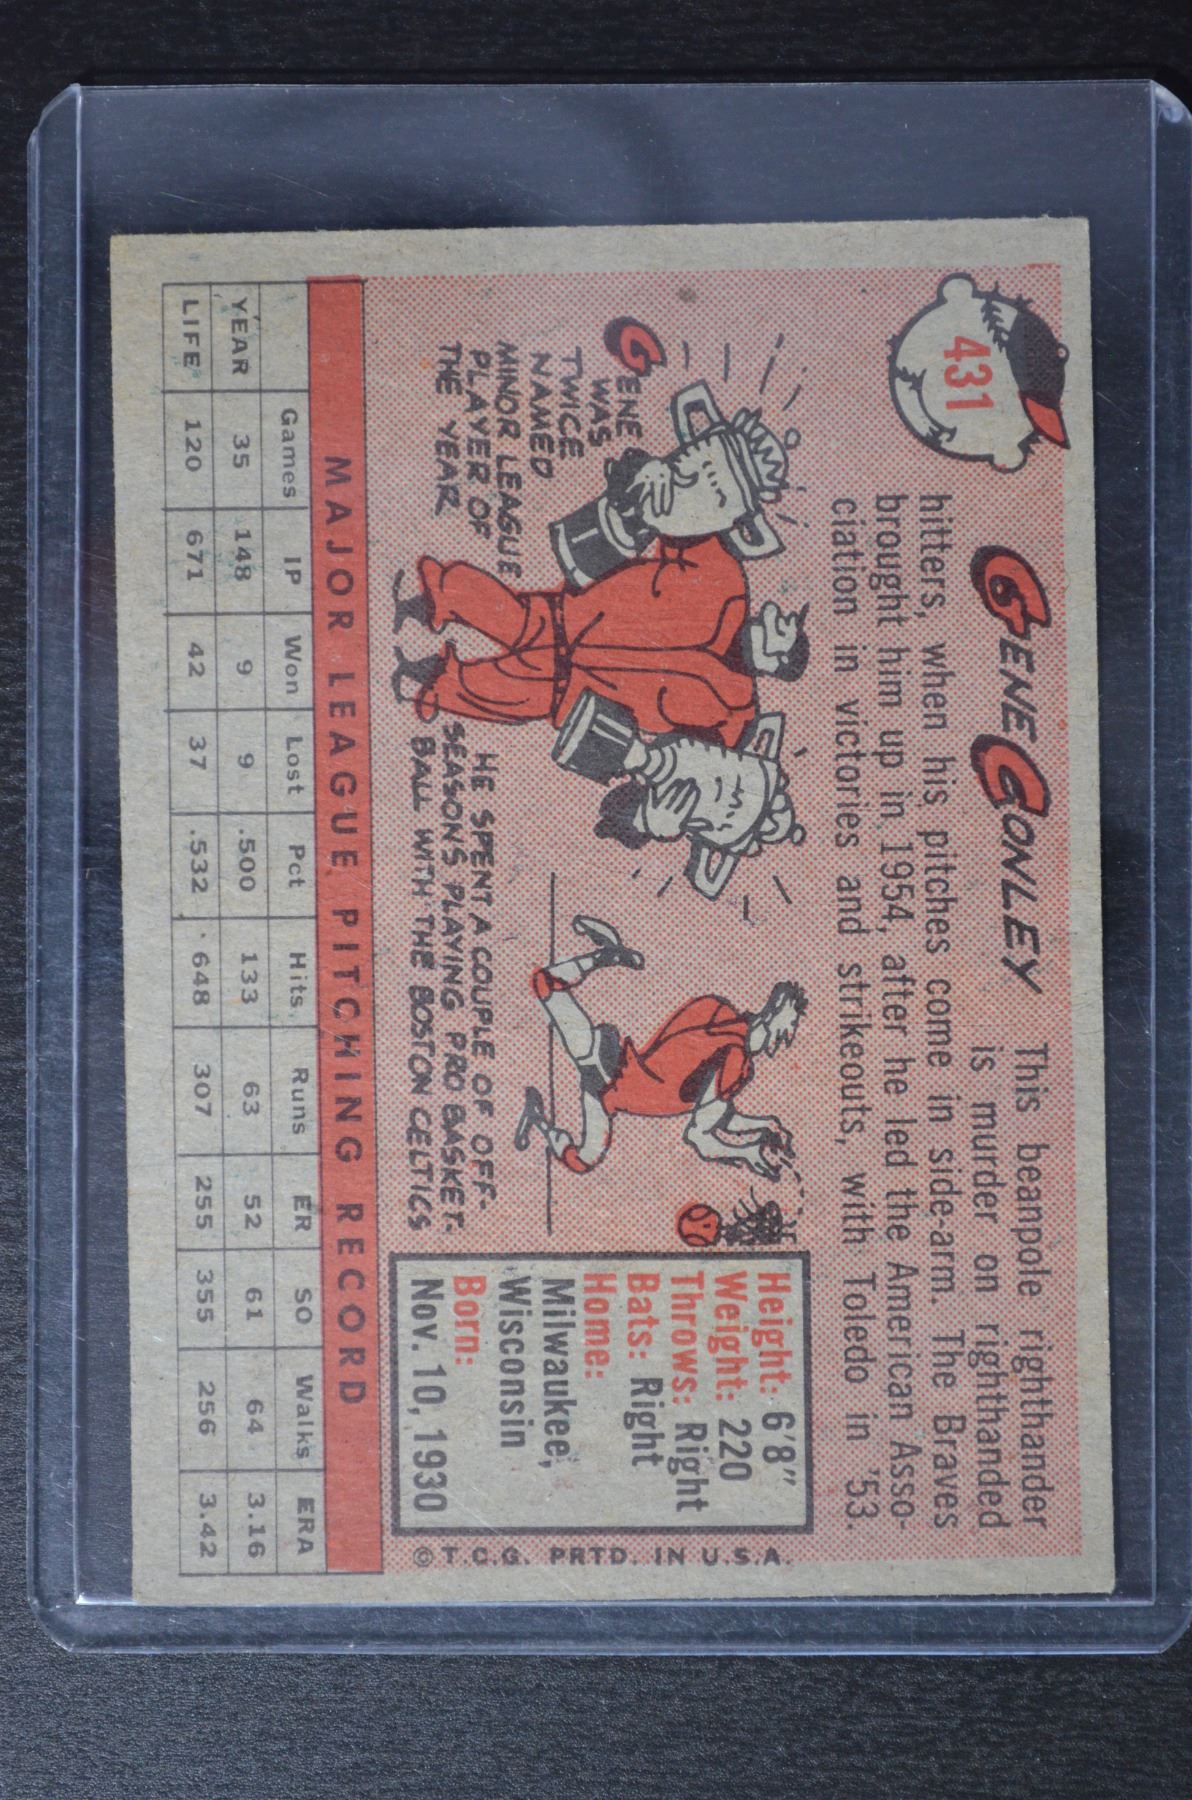 431
GENE CONLEY
This beanpole righthander
is murder on righthanded
hitters, when his pitches come in side-arm. The Braves
brought him up in 1954, after he led the American Asso-
ciation in victories and strikeouts, with Toledo in '53.
GENE
WAS
TWICE
NAMED
MINOR LEAGUE
PLAYER OF
THE YEAR
HE SPENT A COUPLE OF OFF-
SEASONS PLAYING PRO BASKET-
BALL WITH THE BOSTON CELTICS
Height: 6'8"
Weight: 220
Throws: Right
Bats: Right
Home:
Milwaukee,
Wisconsin
Born:
Nov. 10, 1930
© T.C.G. PRTD. IN U.S.A.
MAJOR LEAGUE PITCHING RECORD
Games IP Won Lost Pct Hits Runs ER SO Walks ERA
YEAR 35 148 9 9 .500 133 63 52 61 64 3.16
LIFE 120 671 42 37 .532 648 307 255 355 256 3.42